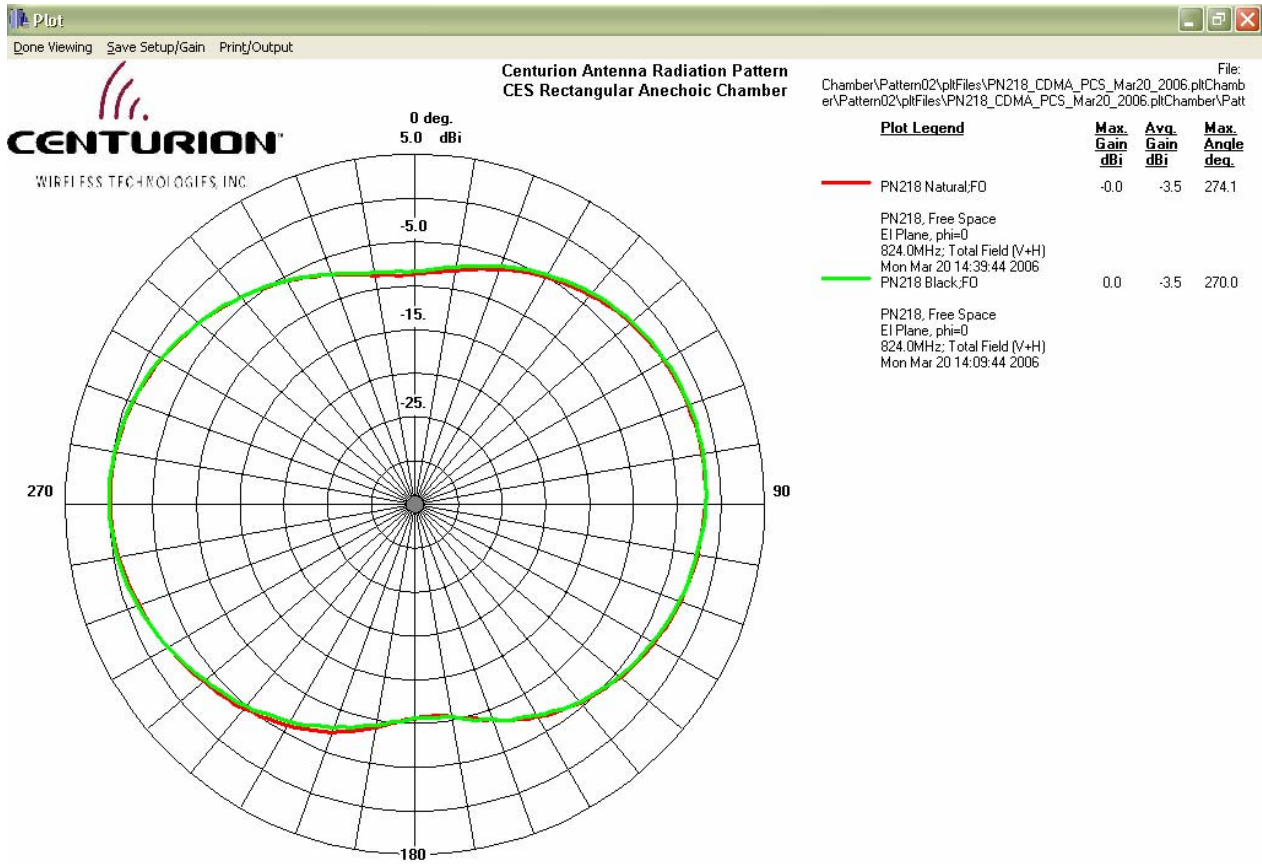 Plot
Done Viewing Save Setup/Gain Print/Output
CENTURION
WIRELESS TECHNOLOGIES, INC.
Centurion Antenna Radiation Pattern
CES Rectangular Anechoic Chamber
File:
Chamber\Pattern02\pltFiles\PN218_CDMA_PCS_Mar20_2006.pltChamb
er\Pattern02\pltFiles\PN218_CDMA_PCS_Mar20_2006.pltChamber\Patt
0 deg.
5.0 dBi
-5.0
-15.
-25.
270
90
180
Plot Legend Max. Gain dBi Avg. Gain dBi Max. Angle deg.
PN218 Natural;FO -0.0 -3.5 274.1
PN218, Free Space
El Plane, phi=0
824.0MHz; Total Field (V+H)
Mon Mar 20 14:39:44 2006
PN218 Black;FO 0.0 -3.5 270.0
PN218, Free Space
El Plane, phi=0
824.0MHz; Total Field (V+H)
Mon Mar 20 14:09:44 2006